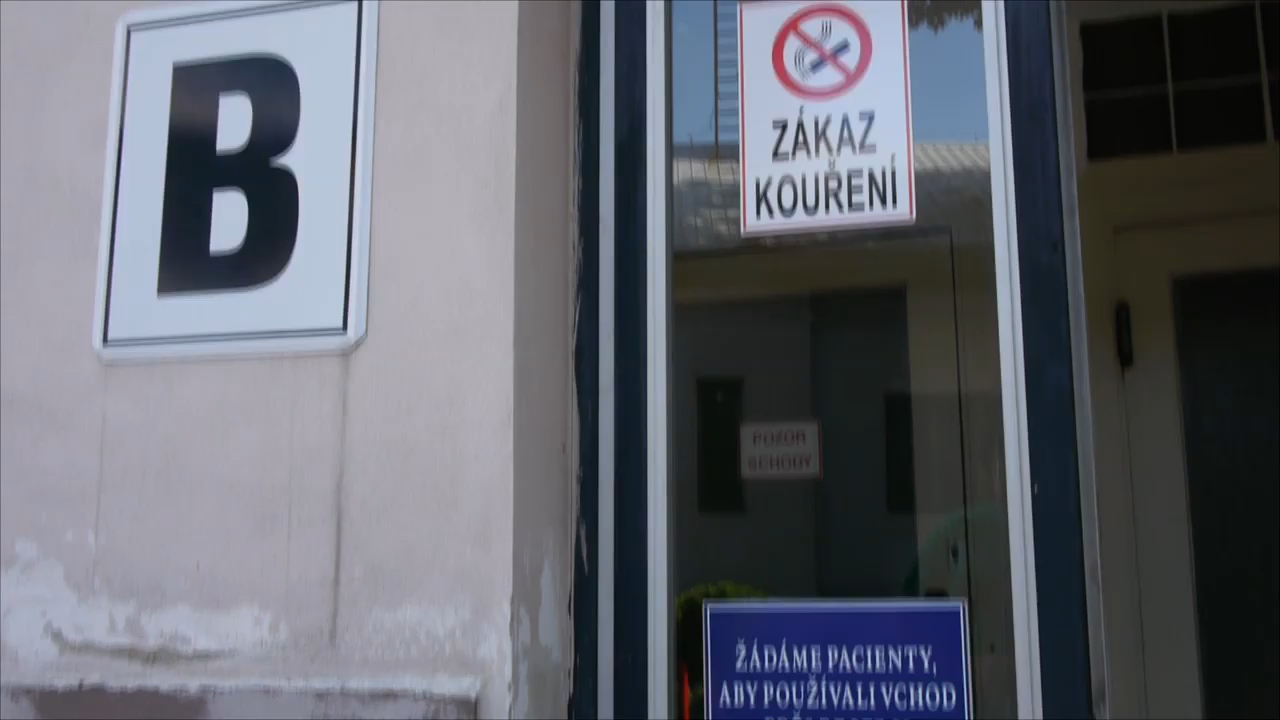 B
ZÁKAZ
KOUŘENÍ
POZOR
SCHODY
ŽÁDÁME PACIENTY,
ABY POUŽÍVALI VCHOD